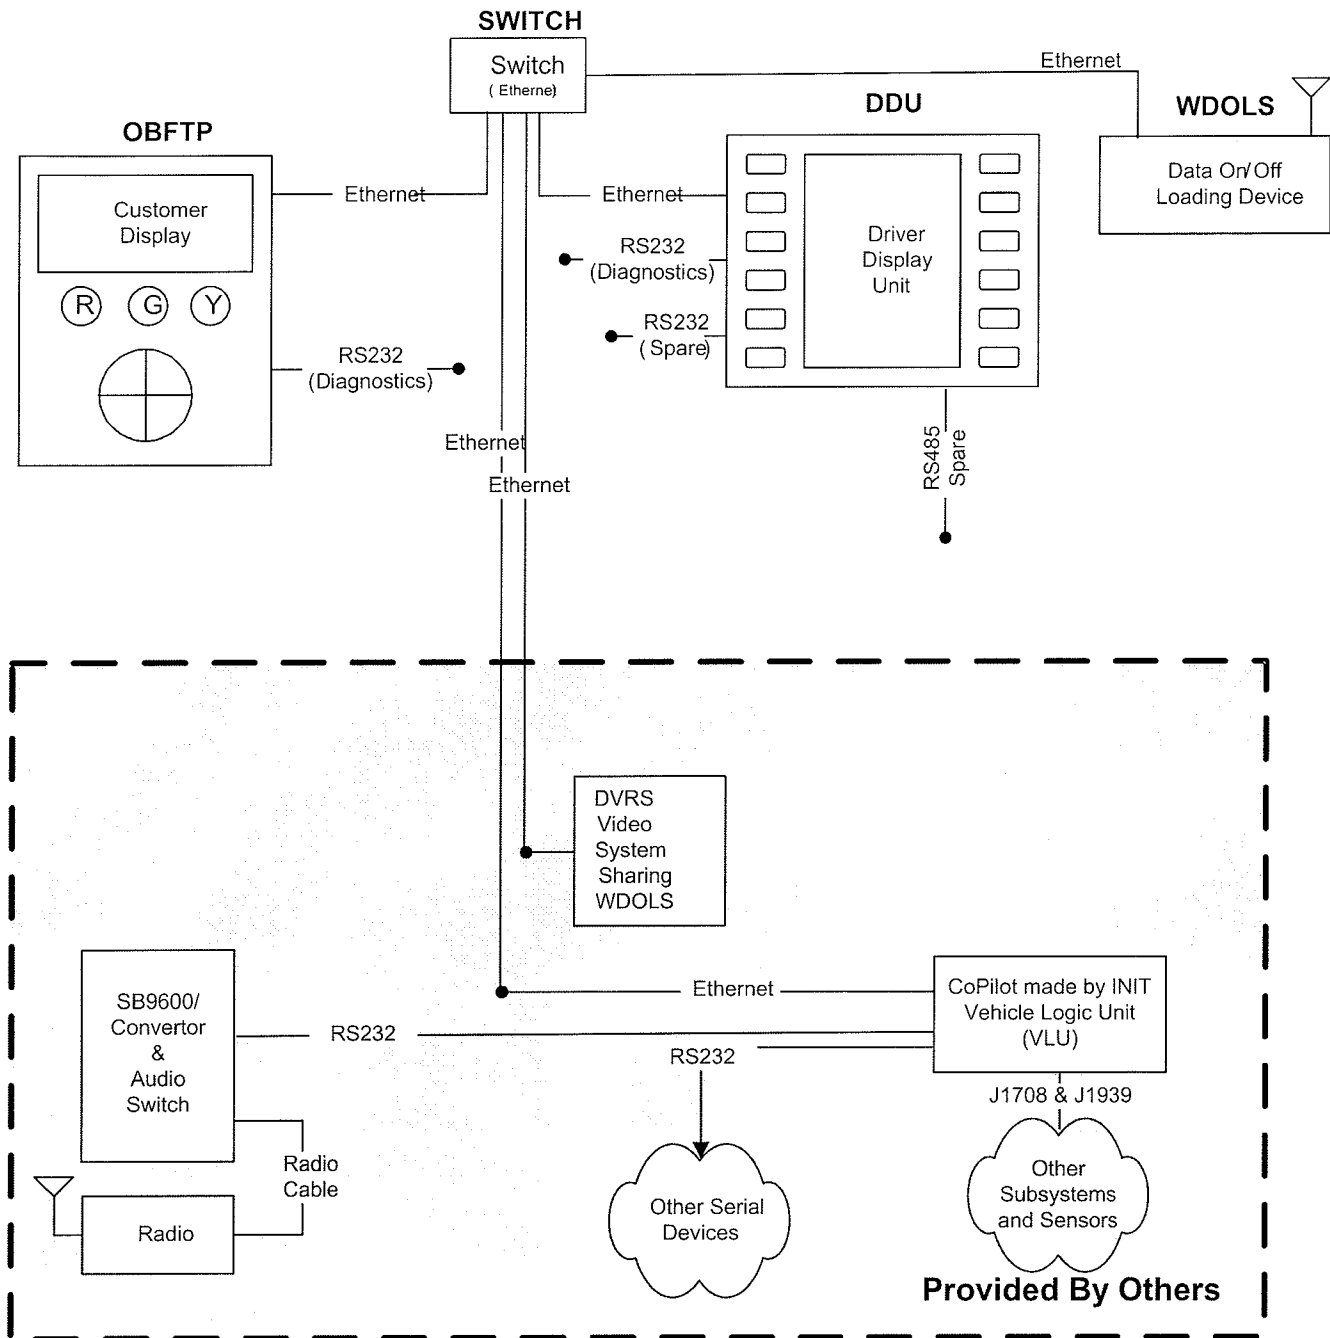 SWITCH
Switch
( Etherne)
Ethernet
DDU
WDOLS
OBFTP
Data On/Off
Loading Device
Customer
Display
Ethernet
Ethernet
Driver
Display
Unit
RS232
(Diagnostics)
R G Y
RS232
( Spare)
RS232
(Diagnostics)
Ethernet
Ethernet
RS485
Spare
DVRS
Video
System
Sharing
WDOLS
SB9600/
Convertor
&
Audio
Switch
Ethernet
CoPilot made by INIT
Vehicle Logic Unit
(VLU)
RS232
RS232
J1708 & J1939
Radio
Cable
Other
Subsystems
and Sensors
Other Serial
Devices
Radio
Provided By Others